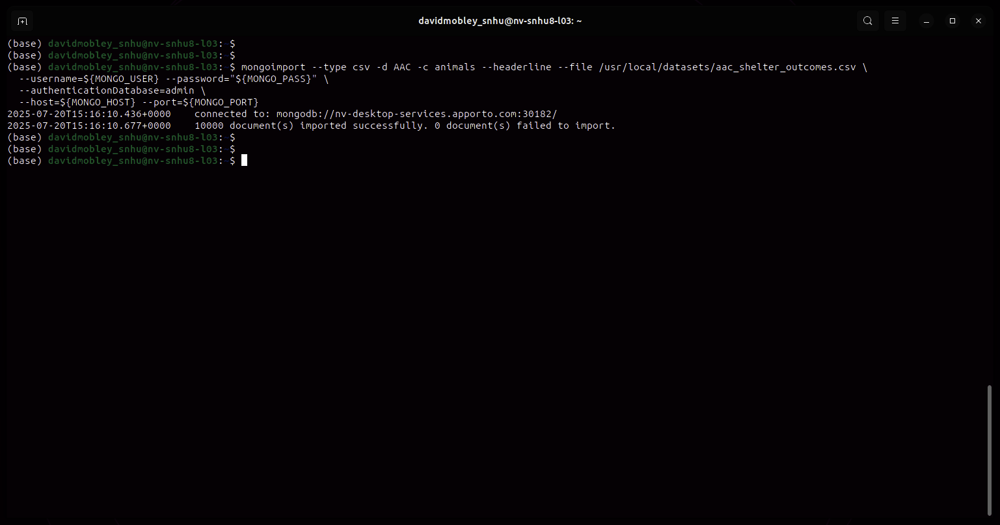 davidmobley_snhu@nv-snhu8-l03: ~
(base) davidmobley_snhu@nv-snhu8-l03:~$
(base) davidmobley_snhu@nv-snhu8-l03:~$
(base) davidmobley_snhu@nv-snhu8-l03:~$ mongoimport --type csv -d AAC -c animals --headerline --file /usr/local/datasets/aac_shelter_outcomes.csv \
  --username=${MONGO_USER} --password="${MONGO_PASS}" \
  --authenticationDatabase=admin \
  --host=${MONGO_HOST} --port=${MONGO_PORT}
2025-07-20T15:16:10.436+0000    connected to: mongodb://nv-desktop-services.apporto.com:30182/
2025-07-20T15:16:10.677+0000    10000 document(s) imported successfully. 0 document(s) failed to import.
(base) davidmobley_snhu@nv-snhu8-l03:~$
(base) davidmobley_snhu@nv-snhu8-l03:~$
(base) davidmobley_snhu@nv-snhu8-l03:~$